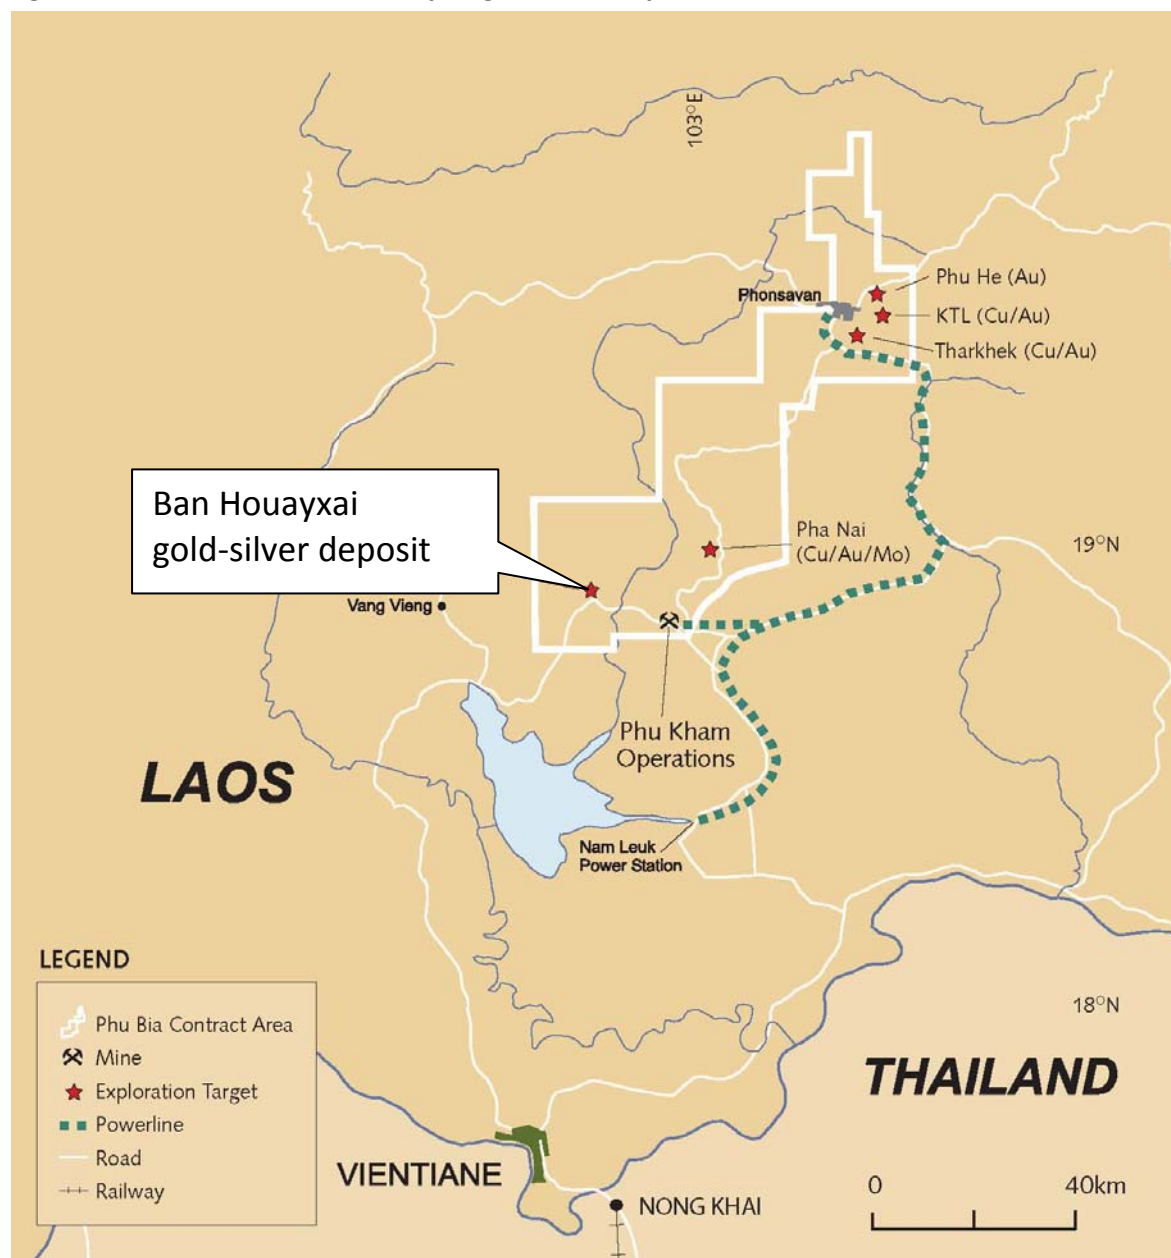 103°E
Phu He (Au)
Phonsavan
KTL (Cu/Au)
Tharkhek (Cu/Au)
Ban Houayxai
gold-silver deposit
Pha Nai
(Cu/Au/Mo)
19°N
Vang Vieng
Phu Kham
Operations
LAOS
Nam Leuk
Power Station
LEGEND
Phu Bia Contract Area
Mine
Exploration Target
Powerline
Road
Railway
18°N
THAILAND
VIENTIANE
NONG KHAI
0 40km